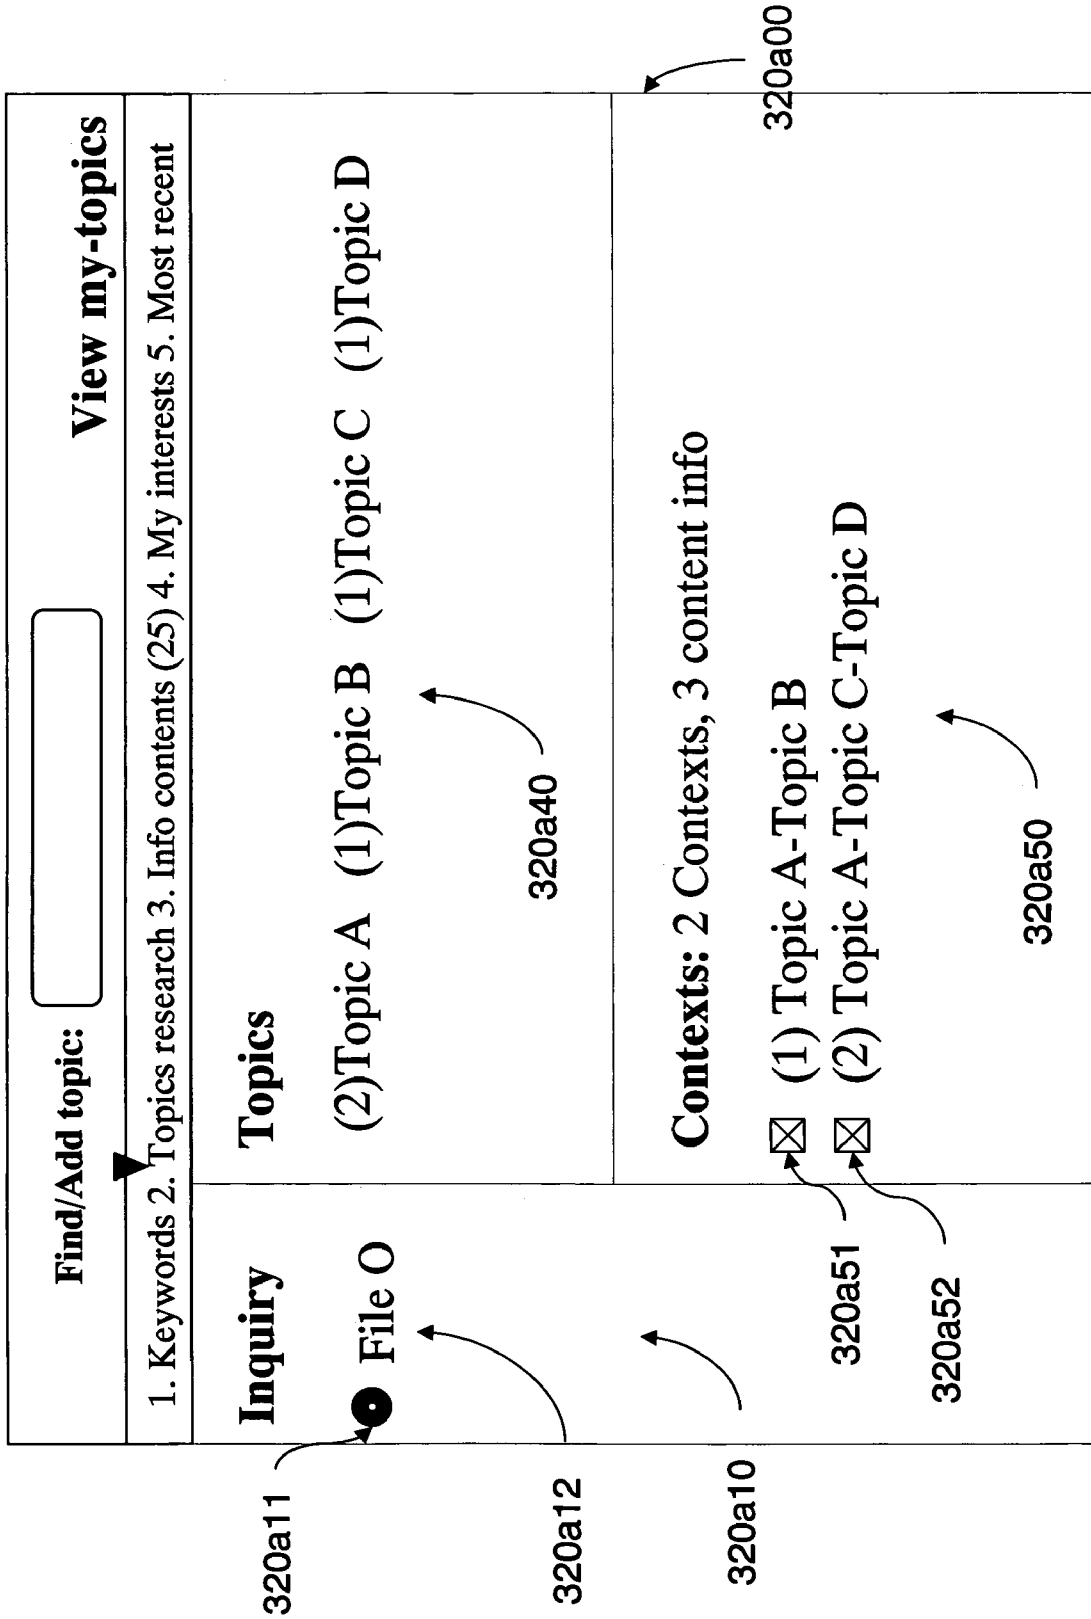 Find/Add topic:
View my-topics
1. Keywords 2. Topics research 3. Info contents (25) 4. My interests 5. Most recent
Inquiry
File O
Topics
(2)Topic A (1)Topic B (1)Topic C (1)Topic D
Contexts: 2 Contexts, 3 content info
(1) Topic A-Topic B
(2) Topic A-Topic C-Topic D
320a11
320a12
320a10
320a40
320a51
320a52
320a50
320a00